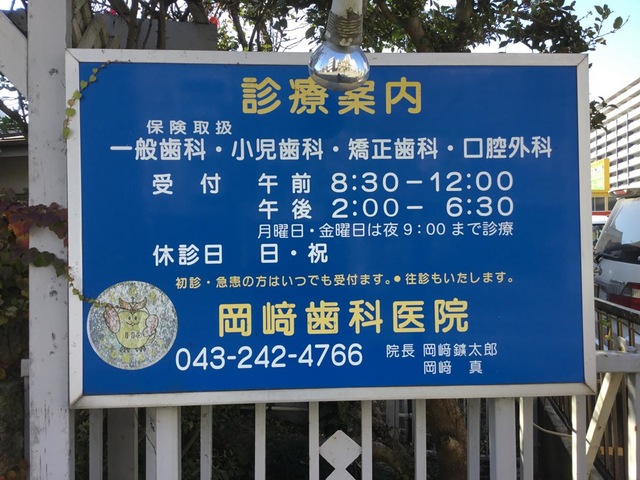 診療案内
保険取扱
一般歯科・小児歯科・矯正歯科・口腔外科
受付 午前 8:30－12:00
午後 2:00－ 6:30
月曜日・金曜日は夜9:00まで診療
休診日 日・祝
初診・急患の方はいつでも受付ます。●往診もいたします。
岡﨑歯科医院
043-242-4766
院長 岡﨑鑛太郎
岡﨑 真